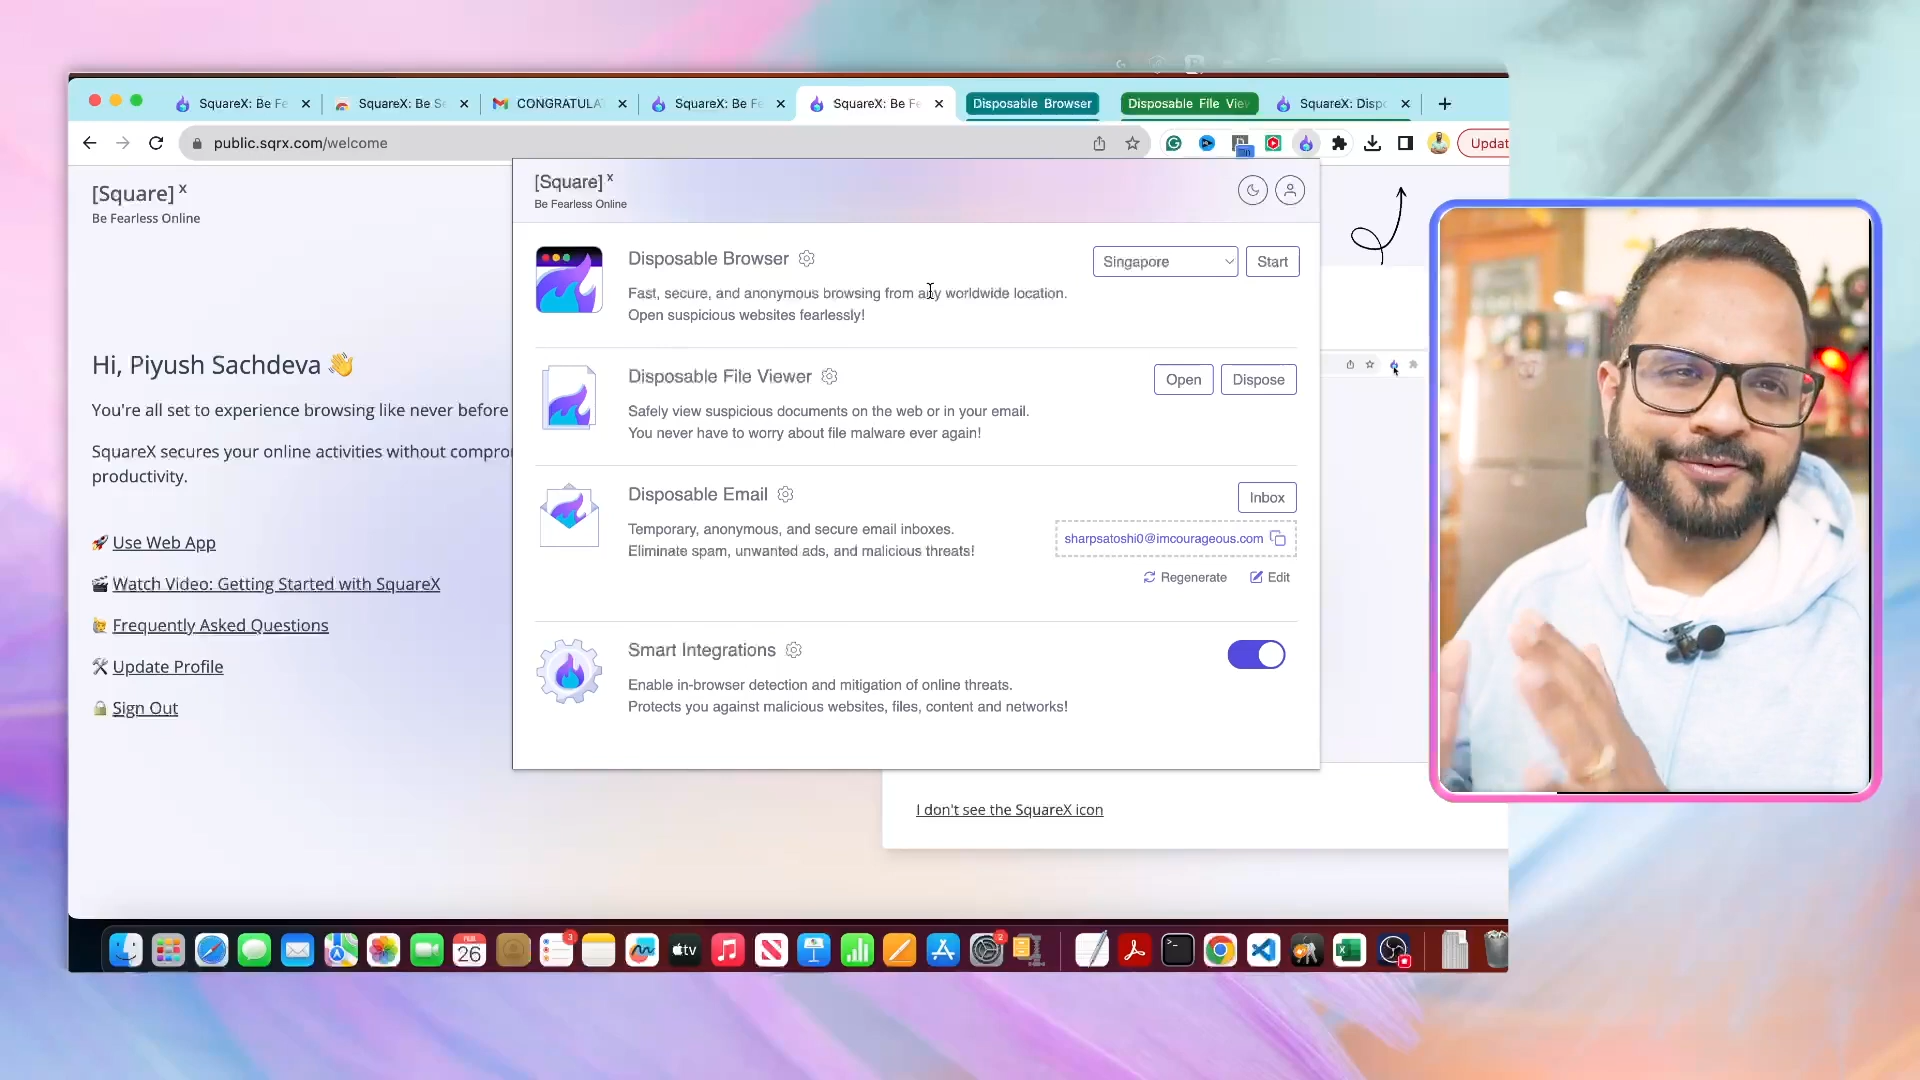 SquareX: Be Fe
SquareX: Be Se
CONGRATULA
SquareX: Be F
SquareX: Be Fe
Disposable Browser
Disposable File View
SquareX: Dispo
public.sqrx.com/welcome
Updat
[Square] X
Be Fearless Online
Hi, Piyush Sachdeva 👋
You're all set to experience browsing like never before
SquareX secures your online activities without compro
productivity.
🚀 Use Web App
🎬 Watch Video: Getting Started with SquareX
🙋 Frequently Asked Questions
🛠 Update Profile
🔒 Sign Out
[Square] X
Be Fearless Online
Disposable Browser
Singapore
Start
Fast, secure, and anonymous browsing from any worldwide location.
Open suspicious websites fearlessly!
Disposable File Viewer
Open
Dispose
Safely view suspicious documents on the web or in your email.
You never have to worry about file malware ever again!
Disposable Email
Inbox
Temporary, anonymous, and secure email inboxes.
Eliminate spam, unwanted ads, and malicious threats!
sharpsatoshi0@imcourageous.com
Regenerate
Edit
Smart Integrations
Enable in-browser detection and mitigation of online threats.
Protects you against malicious websites, files, content and networks!
I don't see the SquareX icon
26
3
tv
2